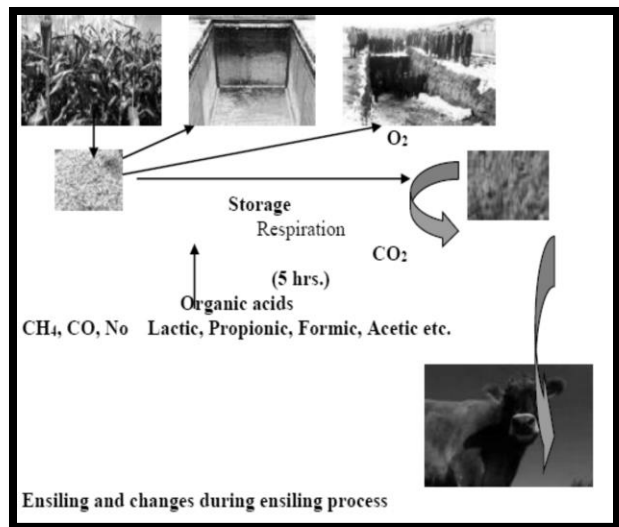 O₂
Storage
Respiration
CO₂
(5 hrs.)
Organic acids
CH₄, CO, No Lactic, Propionic, Formic, Acetic etc.
Ensiling and changes during ensiling process